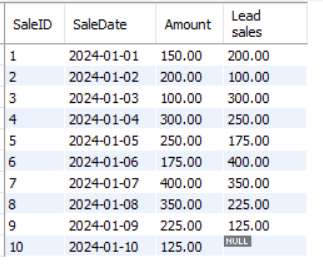 SaleID SaleDate Amount Lead sales
1 2024-01-01 150.00 200.00
2 2024-01-02 200.00 100.00
3 2024-01-03 100.00 300.00
4 2024-01-04 300.00 250.00
5 2024-01-05 250.00 175.00
6 2024-01-06 175.00 400.00
7 2024-01-07 400.00 350.00
8 2024-01-08 350.00 225.00
9 2024-01-09 225.00 125.00
10 2024-01-10 125.00 NULL